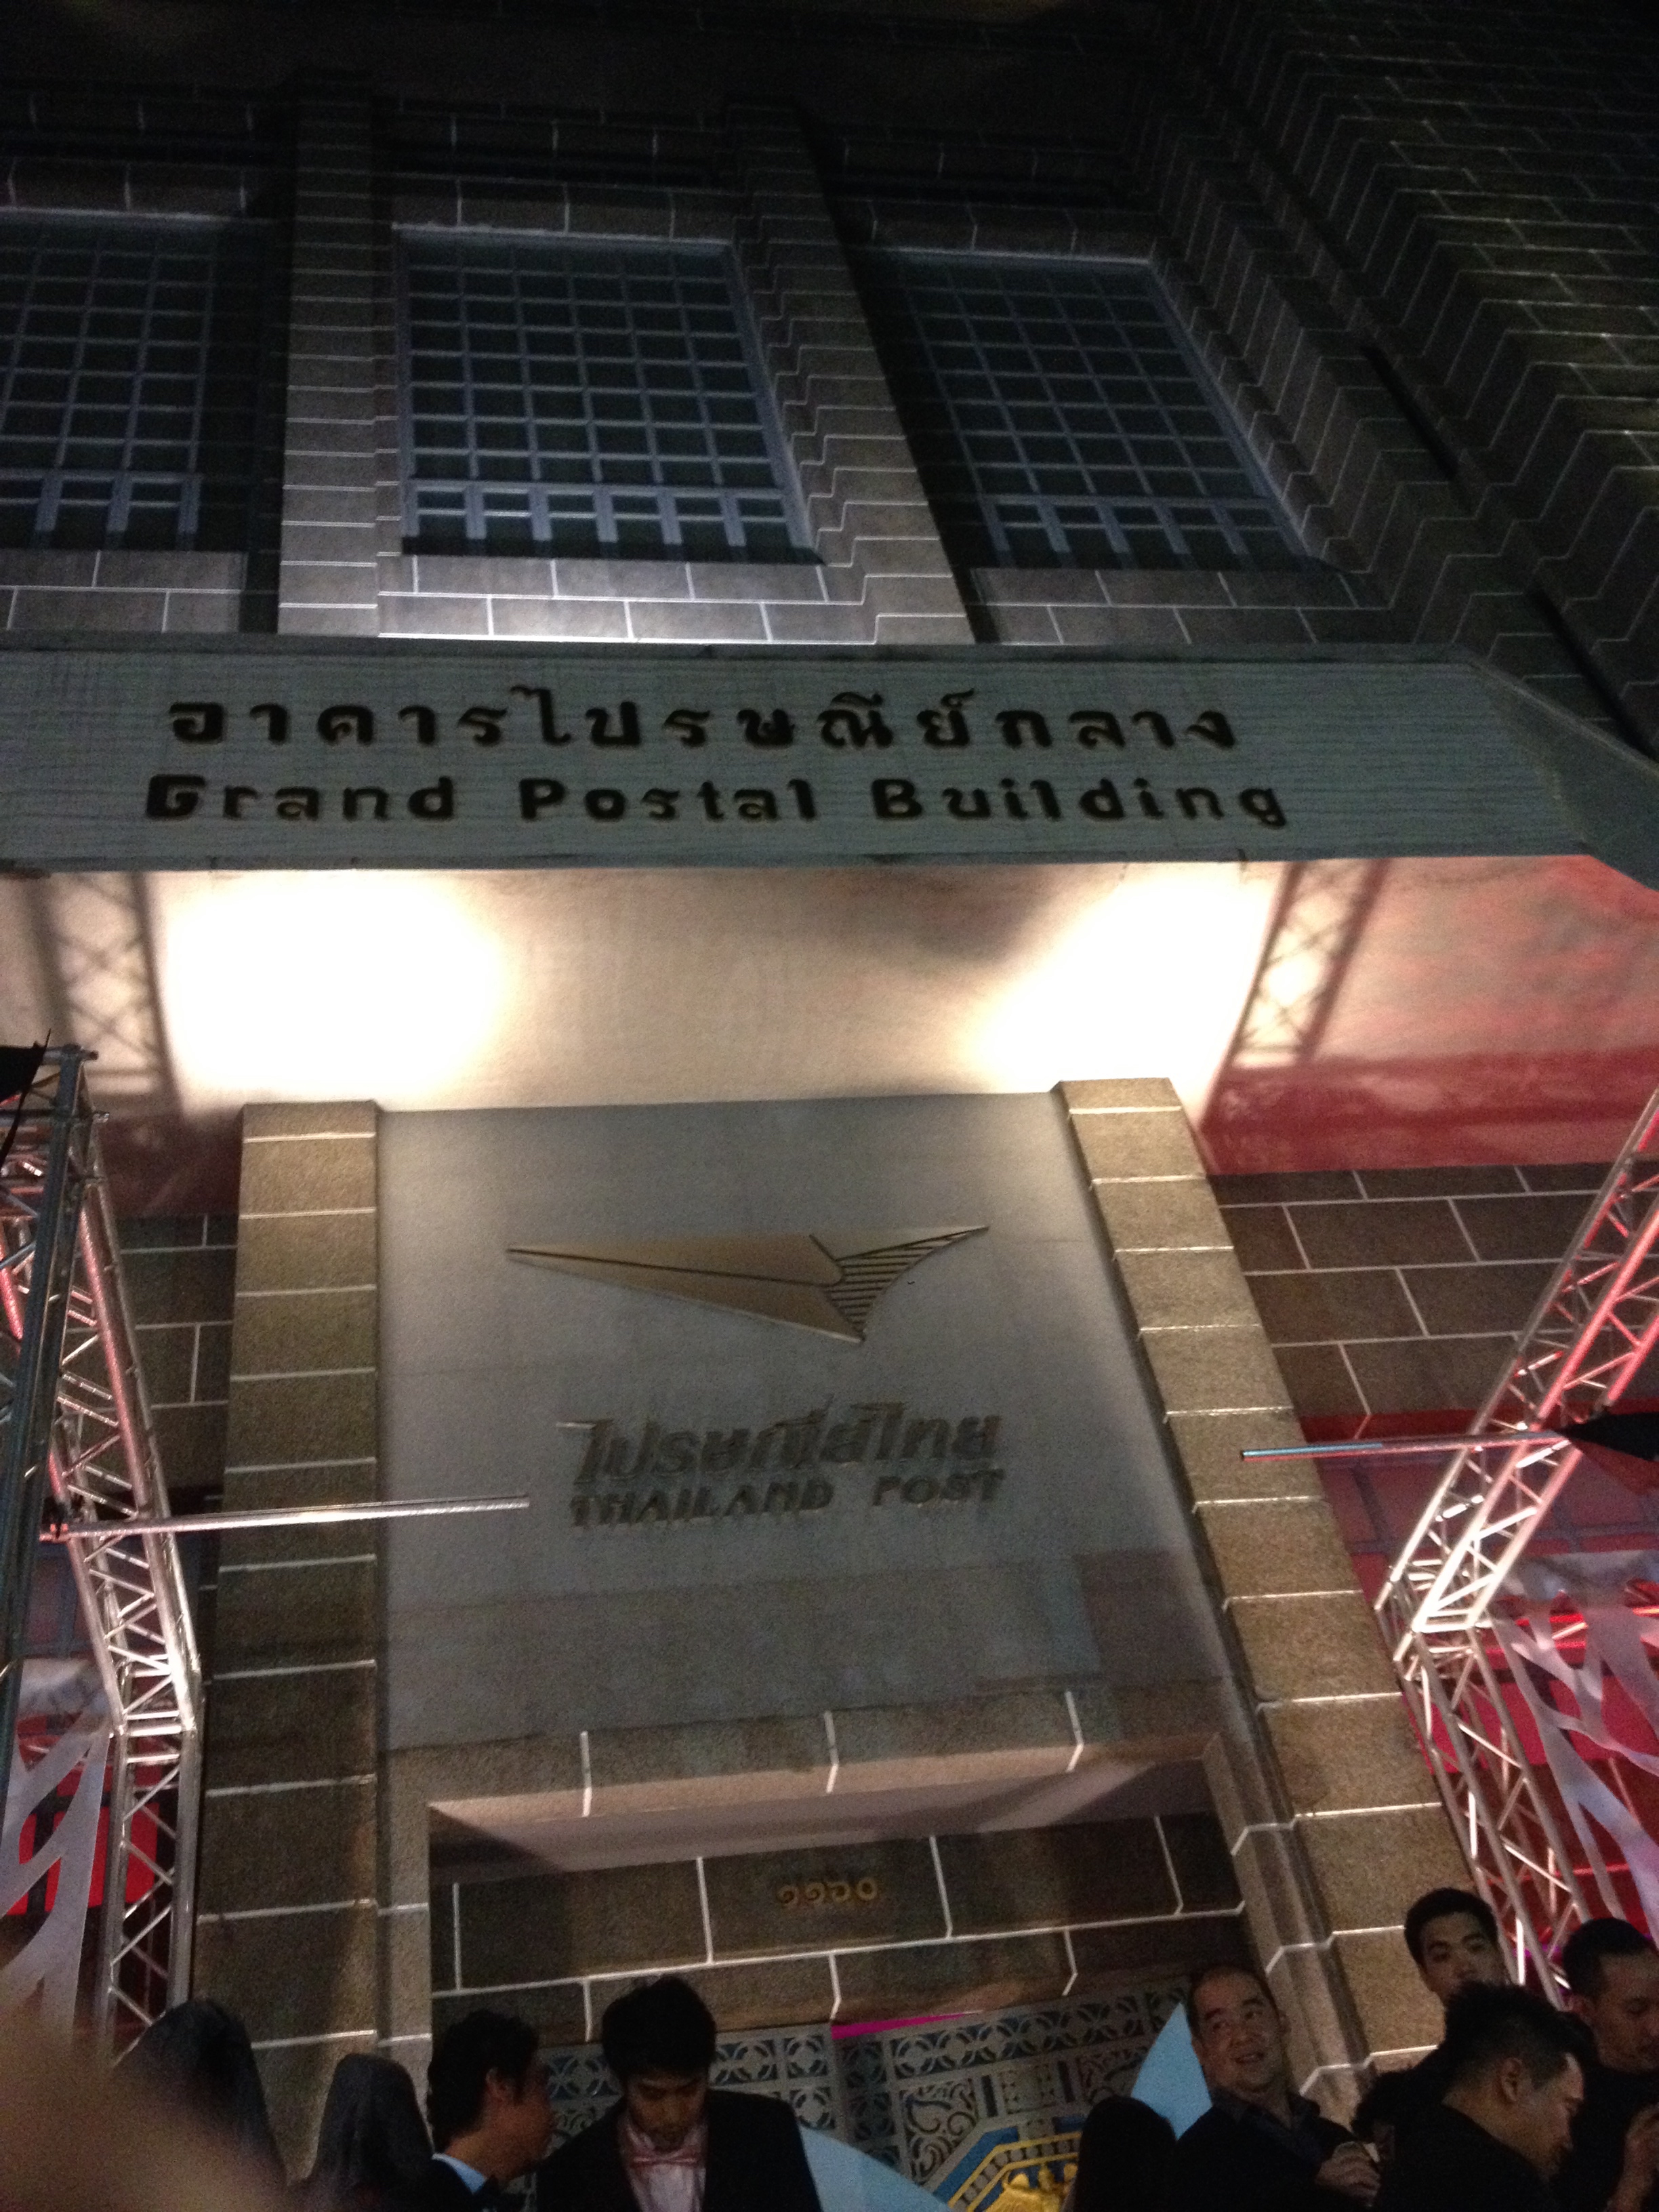 อาคารไปรษณีย์กลาง
Grand Postal Building
ไปรษณีย์ไทย
THAILAND POST
๑๑๖๐